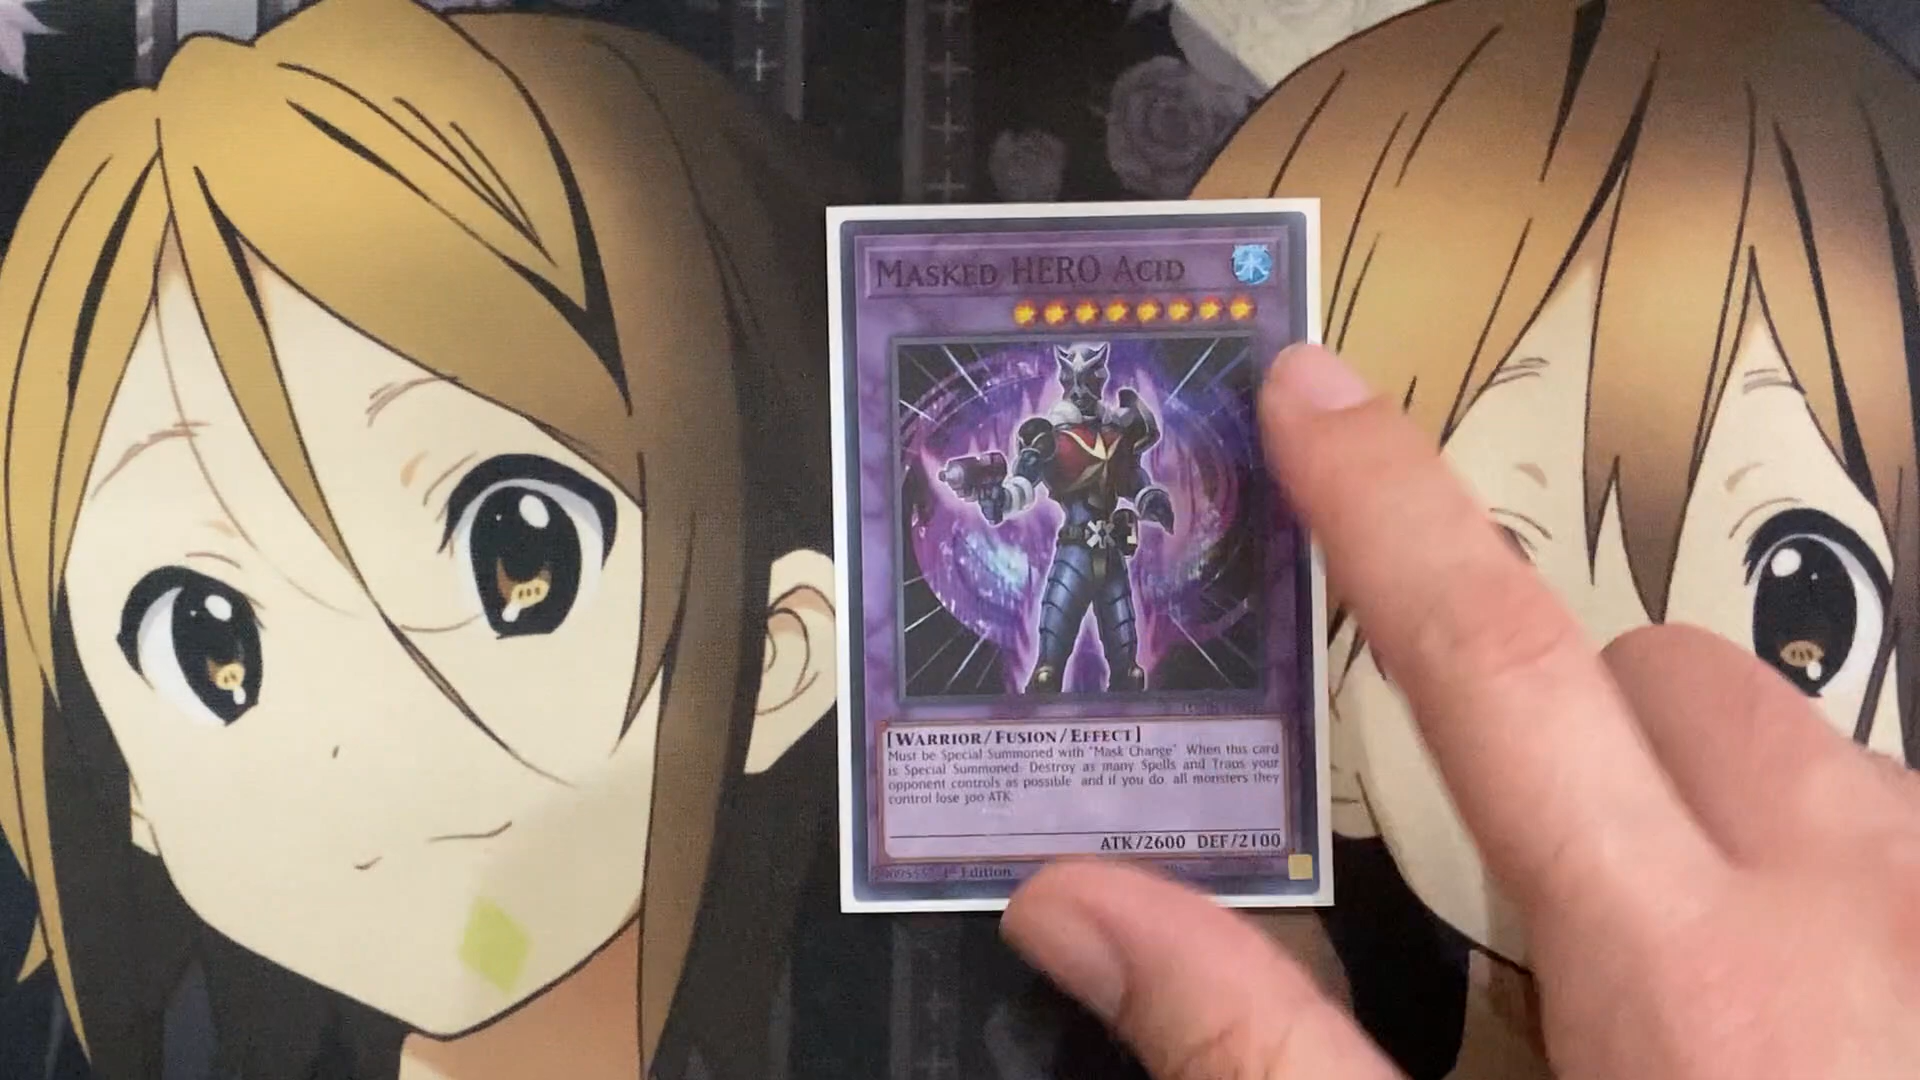 MASKED HERO ACID
[WARRIOR/FUSION/EFFECT]
Must be Special Summoned with "Mask Change" When this card
is Special Summoned: Destroy as many Spells and Traps your
opponent controls as possible and if you do, all monsters they
control lose 300 ATK.
ATK/2600 DEF/2100
1st Edition